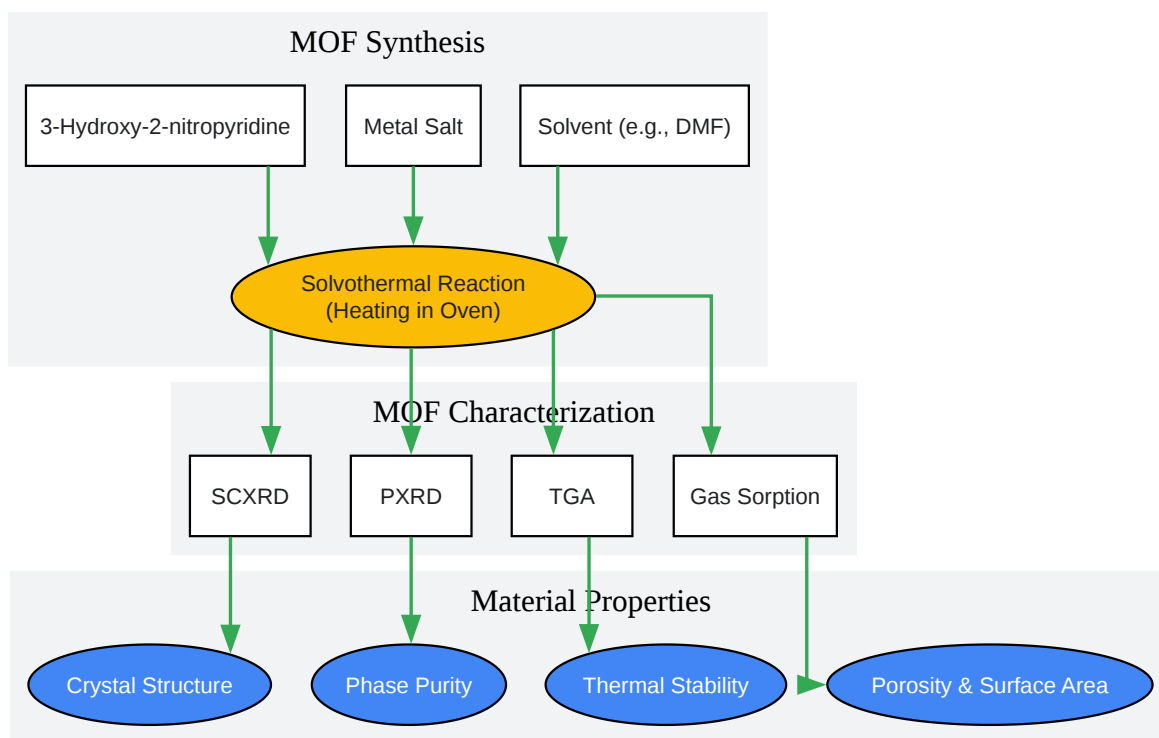 MOF Synthesis
3-Hydroxy-2-nitropyridine
Metal Salt
Solvent (e.g., DMF)
Solvothermal Reaction
(Heating in Oven)
MOF Characterization
SCXRD
PXRD
TGA
Gas Sorption
Material Properties
Crystal Structure
Phase Purity
Thermal Stability
Porosity & Surface Area